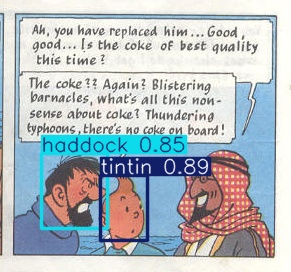 Ah, you have replaced him... Good,
good... Is the coke of best quality
this time?
The coke?? Again? Blistering
barnacles, what's all this non-
sense about coke? Thundering
typhoons, there's no coke on board!
haddock 0.85
tintin 0.89